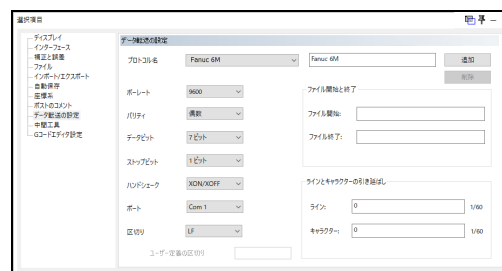 選択項目
ディスプレイ
インターフェース
補正と誤差
ファイル
インポート/エクスポート
自動保存
座標系
ポストのコメント
データ転送の設定
中間工具
Gコードエディタ設定
データ転送の設定
プロトコル名 Fanuc 6M Fanuc 6M 追加
削除
ボーレート 9600
パリティ 偶数
データビット 7 ビット
ストップビット 1 ビット
ハンドシェーク XON/XOFF
ポート Com 1
区切り LF
ユーザー定義の区切り
ファイル開始と終了
ファイル開始:
ファイル終了:
ラインとキャラクターの引き延ばし
ライン: 0 1/60
キャラクター: 0 1/60